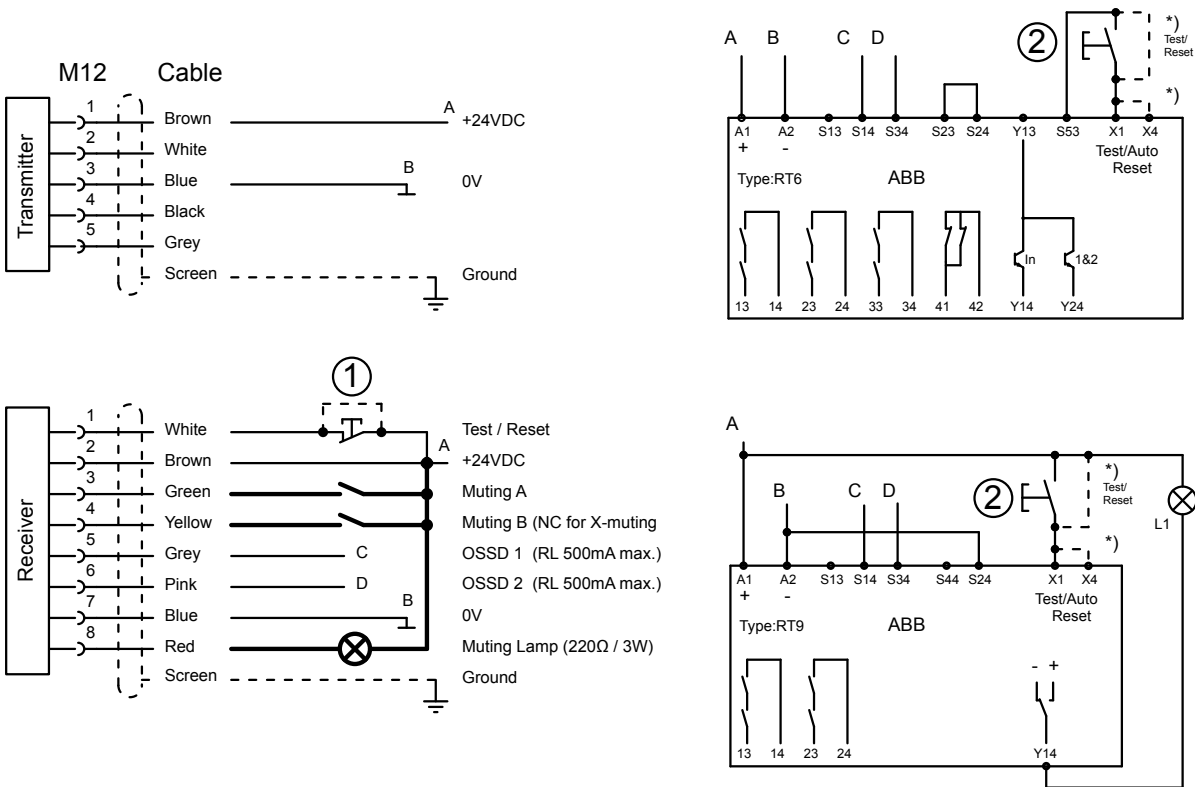 M12 Cable
Transmitter
1 Brown A +24VDC
2 White
3 Blue B 0V
4 Black
5 Grey
Screen Ground
1
Receiver
1 White Test / Reset
2 Brown A +24VDC
3 Green Muting A
4 Yellow Muting B (NC for X-muting
5 Grey C OSSD 1 (RL 500mA max.)
6 Pink D OSSD 2 (RL 500mA max.)
7 Blue B 0V
8 Red Muting Lamp (220Ω / 3W)
Screen Ground
A B C D 2 *)
Test/
Reset
*)
A1 A2 S13 S14 S34 S23 S24 Y13 S53 X1 X4
+ -
Test/Auto
Reset
Type:RT6 ABB
In 1&2
13 14 23 24 33 34 41 42 Y14 Y24
A
B C D 2 *)
Test/
Reset
L1
*)
A1 A2 S13 S14 S34 S44 S24 X1 X4
+ -
Test/Auto
Reset
Type:RT9 ABB
- +
13 14 23 24 Y14